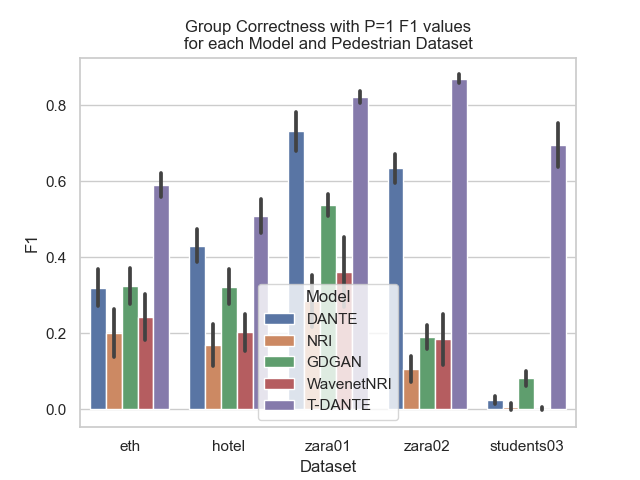 Group Correctness with P=1 F1 values
for each Model and Pedestrian Dataset
F1
0.8
0.6
0.4
0.2
0.0
Model
DANTE
NRI
GDGAN
WavenetNRI
T-DANTE
eth hotel zara01 zara02 students03
Dataset